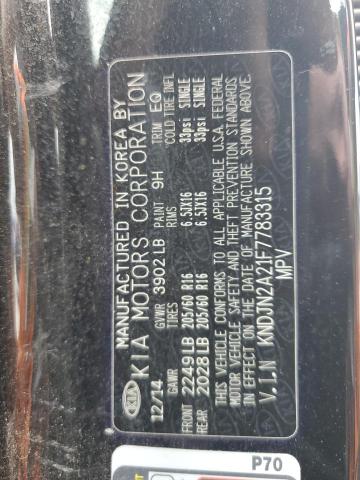 MANUFACTURED IN KOREA BY
KIA KIA MOTORS CORPORATION
12/14 GVWR 3902 LB PAINT 9H TRIM EQ
GAWR TIRES RIMS COLD TIRE INFL
FRONT 2249 LB 205/60 R16 6.5JX16 33psi SINGLE
REAR 2028 LB 205/60 R16 6.5JX16 33psi SINGLE
THIS VEHICLE CONFORMS TO ALL APPLICABLE U.S.A. FEDERAL
MOTOR VEHICLE SAFETY AND THEFT PREVENTION STANDARDS
IN EFFECT ON THE DATE OF MANUFACTURE SHOWN ABOVE.
V.I.N KNDJN2A21F7783315
MPV
P70